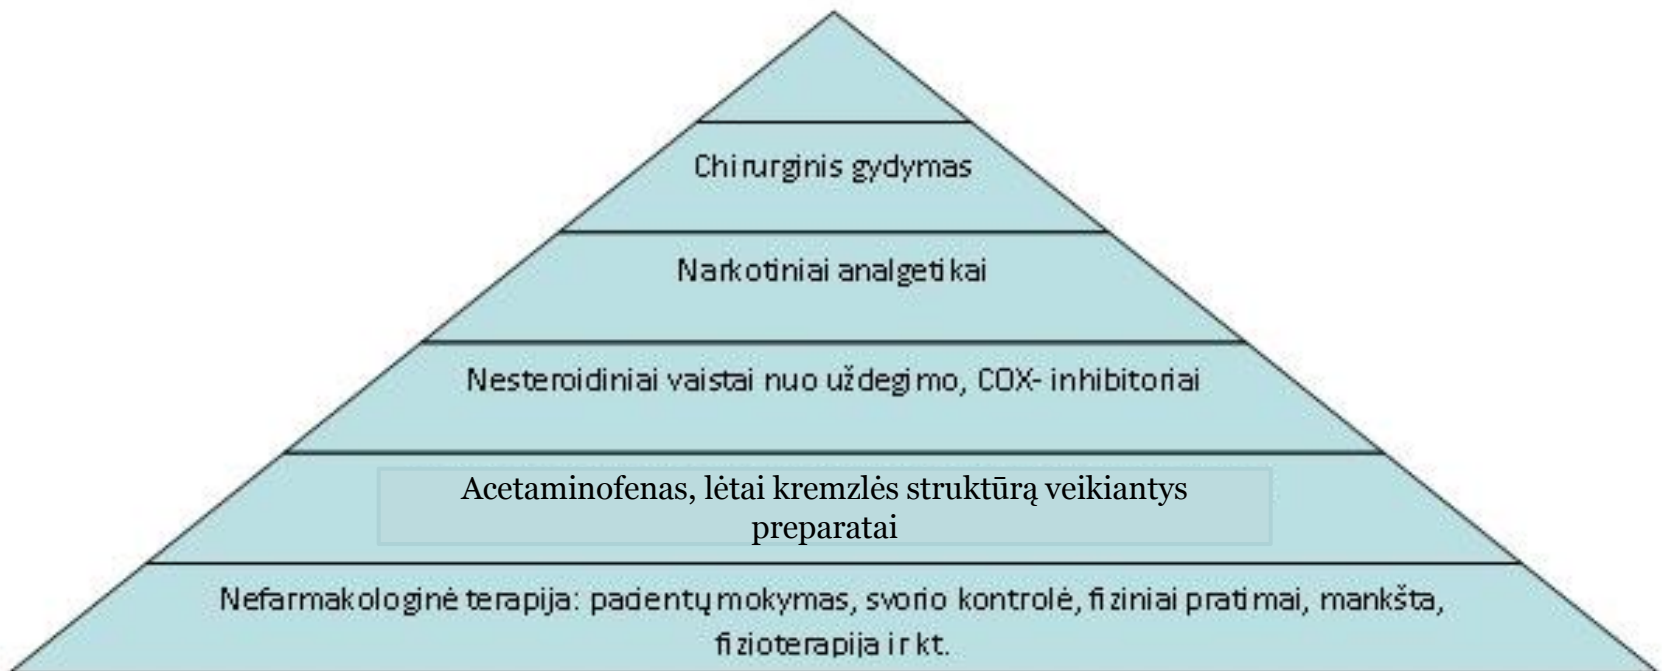 Chirurginis gydymas
Narkotiniai analgetikai
Nesteroidiniai vaistai nuo uždegimo, COX- inhibitoriai
Acetaminofenas, lėtai kremzlės struktūrą veikiantys
preparatai
Nefarmakologinė terapija: pacientų mokymas, svorio kontrolė, fiziniai pratimai, mankšta,
fizioterapija ir kt.